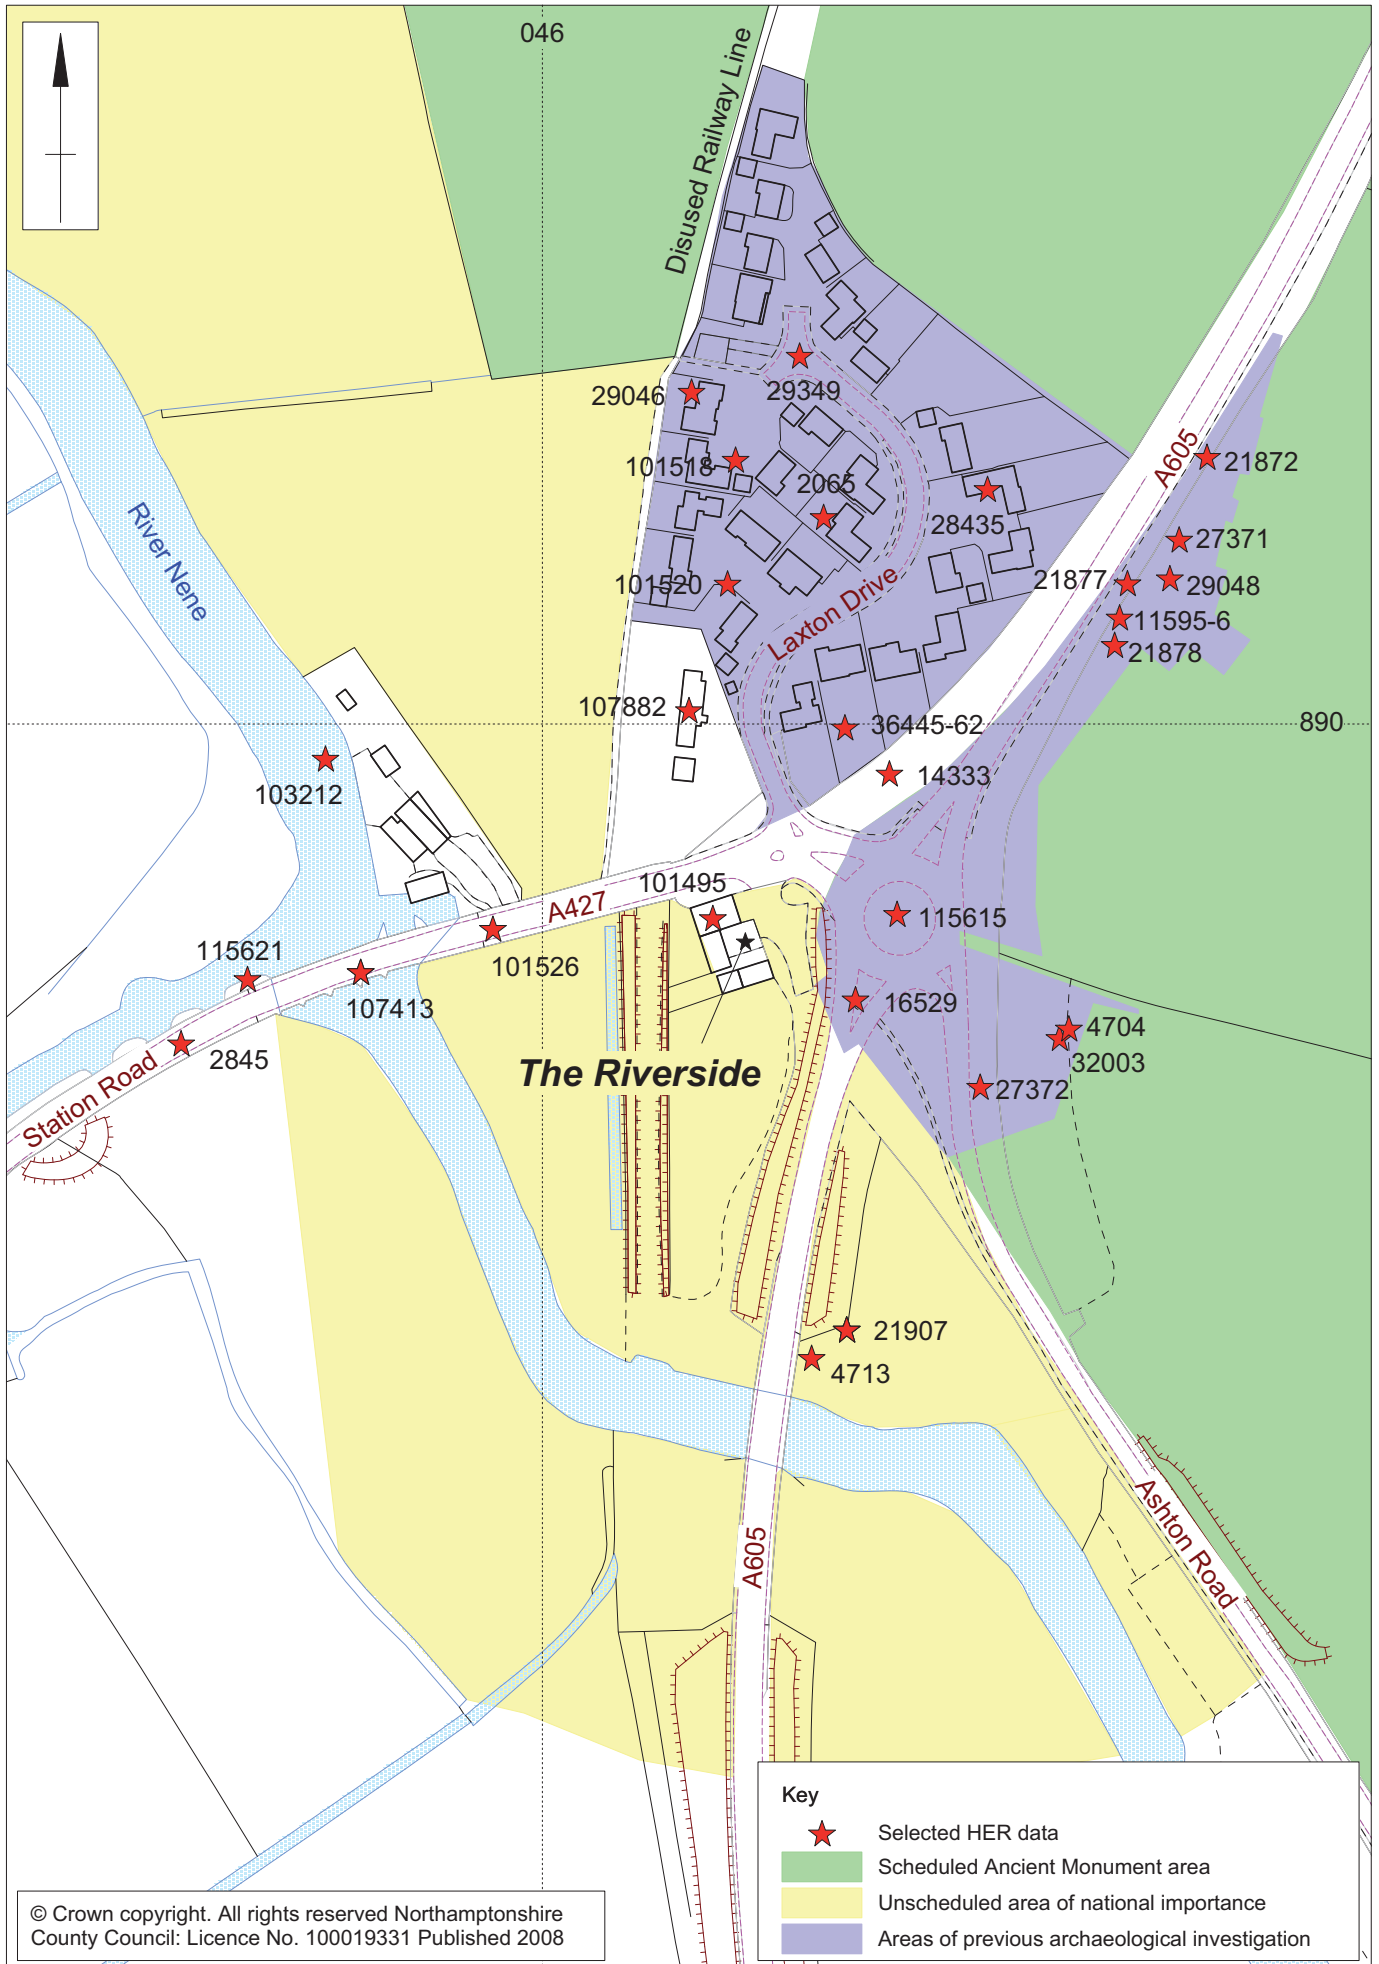 046
Disused Railway Line
29046
29349
101518
2065
28435
A605
21872
27371
River Nene
101520
21877
29048
11595-6
21878
Laxton Drive
107882
36445-62
890
14333
103212
101495
A427
115615
101526
115621
107413
16529
2845
4704
32003
The Riverside
27372
Station Road
21907
4713
Ashton Road
A605
Key
Selected HER data
Scheduled Ancient Monument area
Unscheduled area of national importance
Areas of previous archaeological investigation
© Crown copyright. All rights reserved Northamptonshire
County Council: Licence No. 100019331 Published 2008